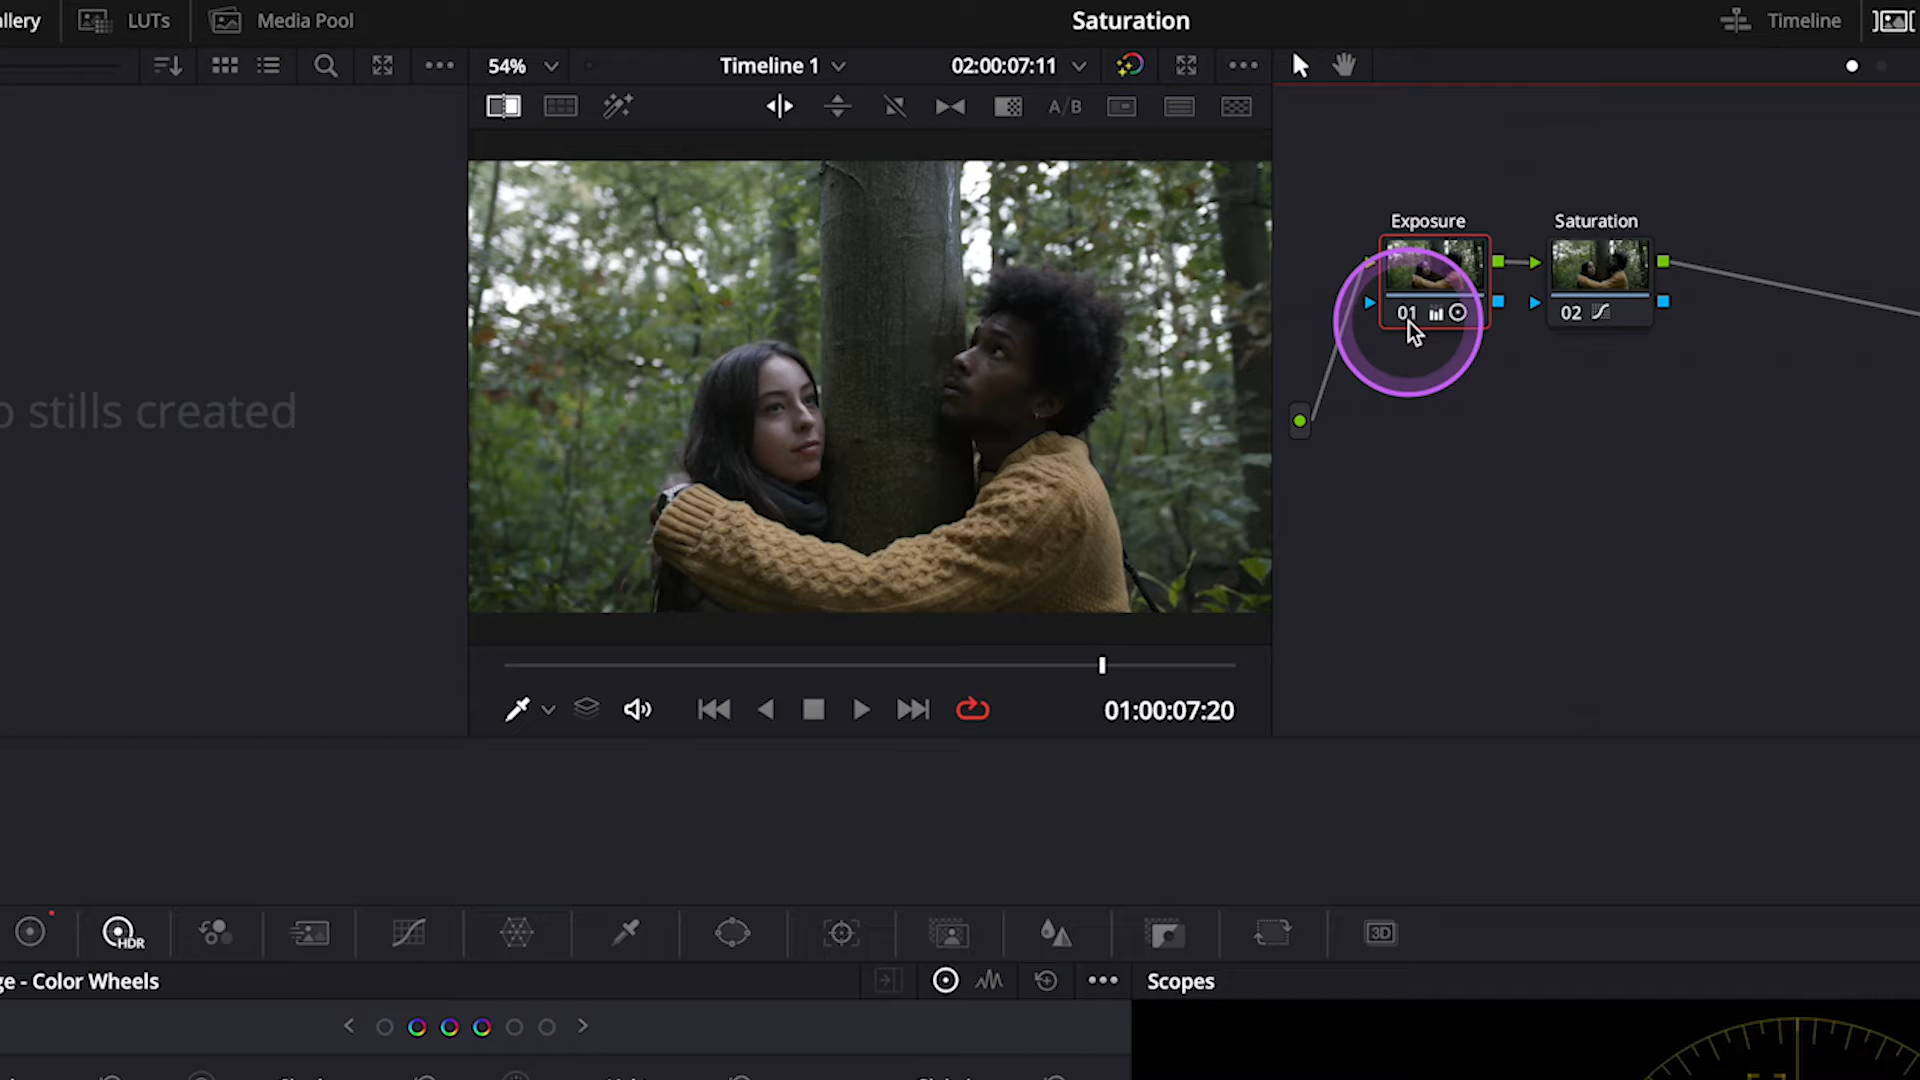 llery
LUTs
Media Pool
Saturation
Timeline
54%
Timeline 1
02:00:07:11
A/B
Exposure
Saturation
01
02
o stills created
01:00:07:20
HDR
3D
ge - Color Wheels
Scopes